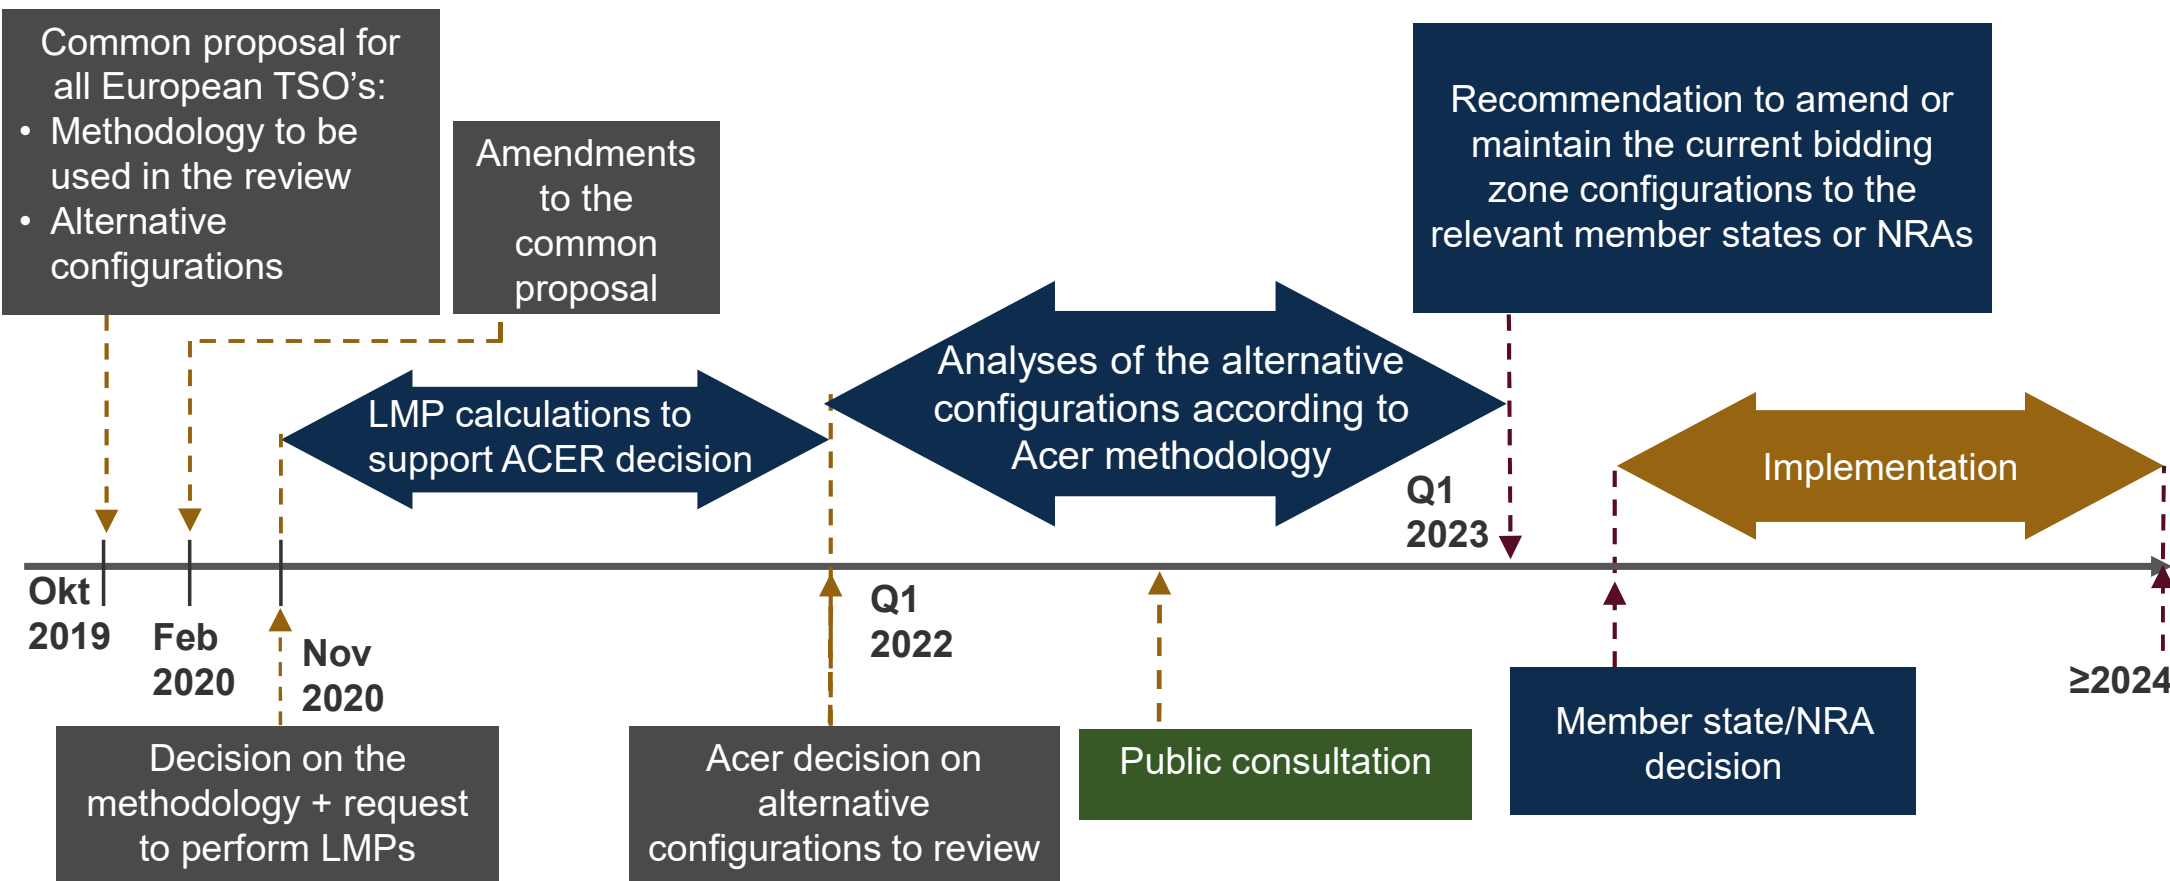 Common proposal for
all European TSO’s:
• Methodology to be
used in the review
• Alternative
configurations
Amendments
to the
common
proposal
Recommendation to amend or
maintain the current bidding
zone configurations to the
relevant member states or NRAs
LMP calculations to
support ACER decision
Analyses of the alternative
configurations according to
Acer methodology
Implementation
Q1
2023
Okt
2019
Feb
2020
Nov
2020
Q1
2022
≥2024
Decision on the
methodology + request
to perform LMPs
Acer decision on
alternative
configurations to review
Public consultation
Member state/NRA
decision